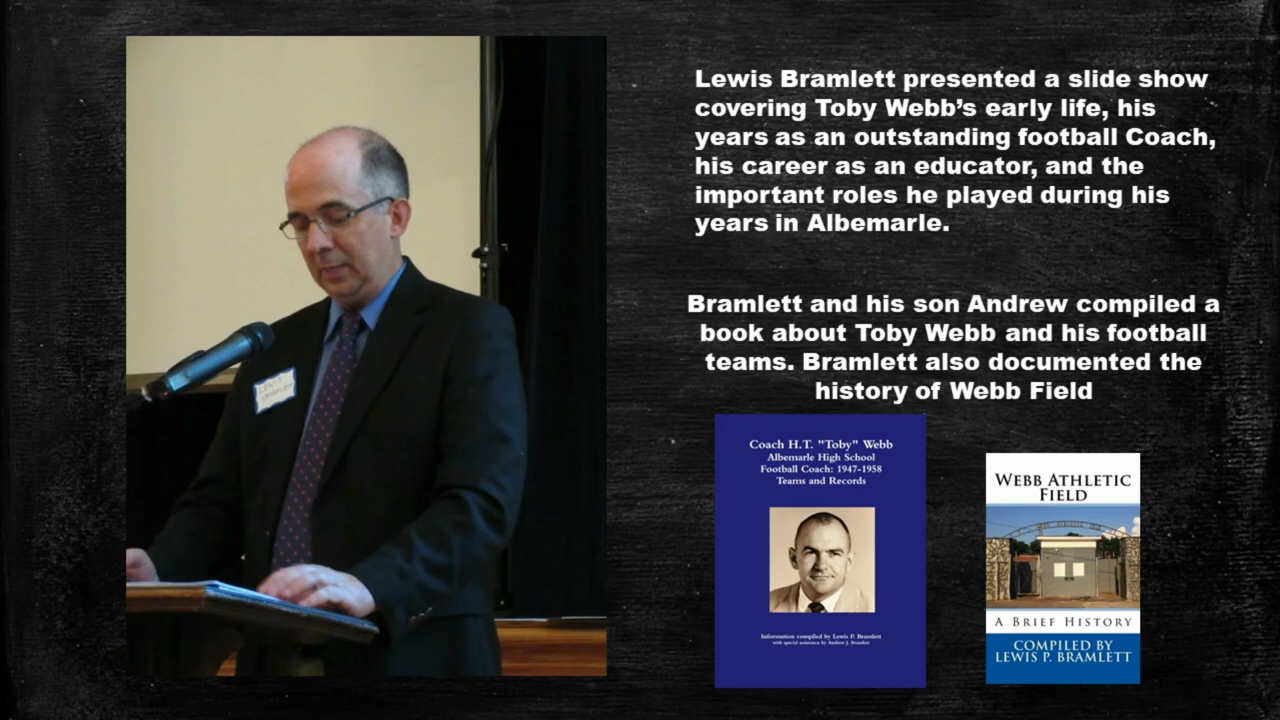 Lewis Bramlett presented a slide show
covering Toby Webb’s early life, his
years as an outstanding football Coach,
his career as an educator, and the
important roles he played during his
years in Albemarle.
Bramlett and his son Andrew compiled a
book about Toby Webb and his football
teams. Bramlett also documented the
history of Webb Field
LEWIS
Coach H.T. "Toby" Webb
Albemarle High School
Football Coach: 1947-1958
Teams and Records
Information compiled by Lewis P. Bramlett
with special assistance by Andrew J. Bramlett
WEBB ATHLETIC
FIELD
A BRIEF HISTORY
COMPILED BY
LEWIS P. BRAMLETT